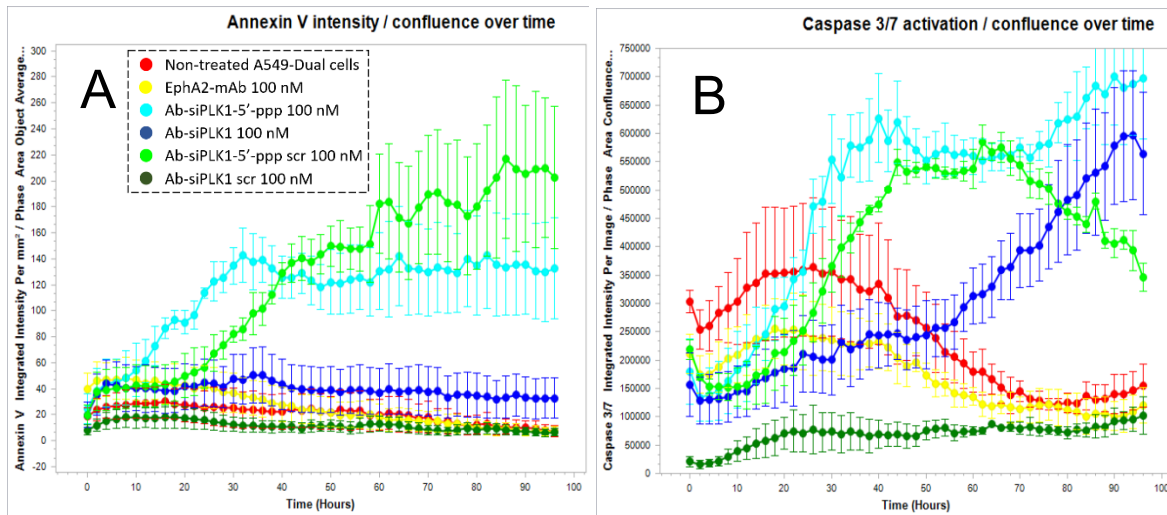 Annexin V intensity / confluence over time
A
Non-treated A549-Dual cells
EphA2-mAb 100 nM
Ab-siPLK1-5'-ppp 100 nM
Ab-siPLK1 100 nM
Ab-siPLK1-5'-ppp scr 100 nM
Ab-siPLK1 scr 100 nM
Annexin V Integrated Intensity Per mm² / Phase Area Object Average...
300
280
260
240
220
200
180
160
140
120
100
80
60
40
20
0
-20
0 10 20 30 40 50 60 70 80 90 100
Time (Hours)
Caspase 3/7 activation / confluence over time
B
Caspase 3/7 Integrated Intensity Per Image / Phase Area Confluence...
750000
700000
650000
600000
550000
500000
450000
400000
350000
300000
250000
200000
150000
100000
50000
0
0 10 20 30 40 50 60 70 80 90 100
Time (Hours)